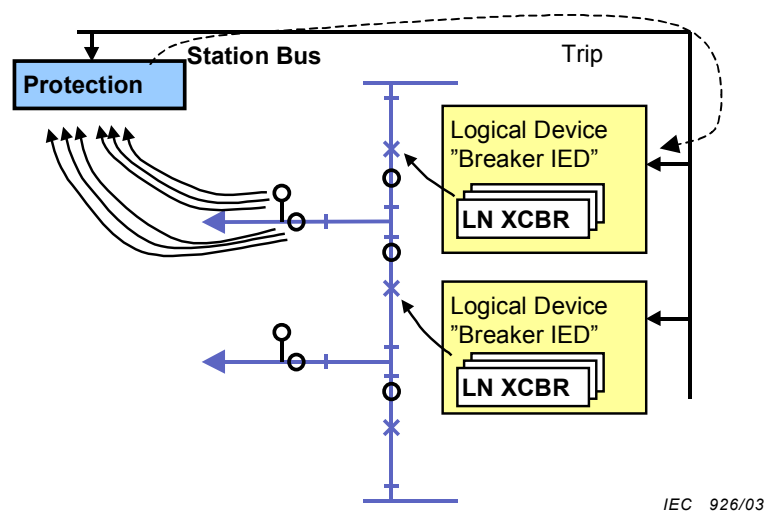 Station Bus
Trip
Protection
Logical Device
”Breaker IED”
LN XCBR
Logical Device
”Breaker IED”
LN XCBR
IEC 926/03